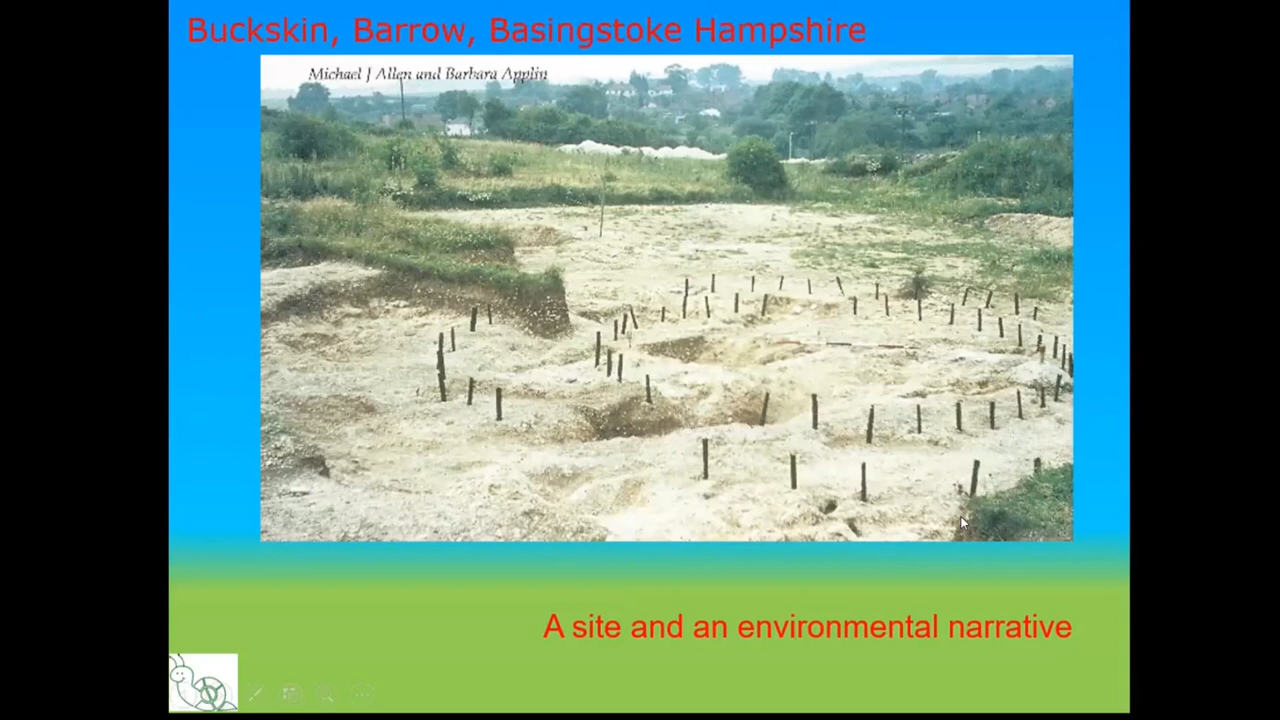 Buckskin, Barrow, Basingstoke Hampshire
Michael J Allen and Barbara Applin
A site and an environmental narrative